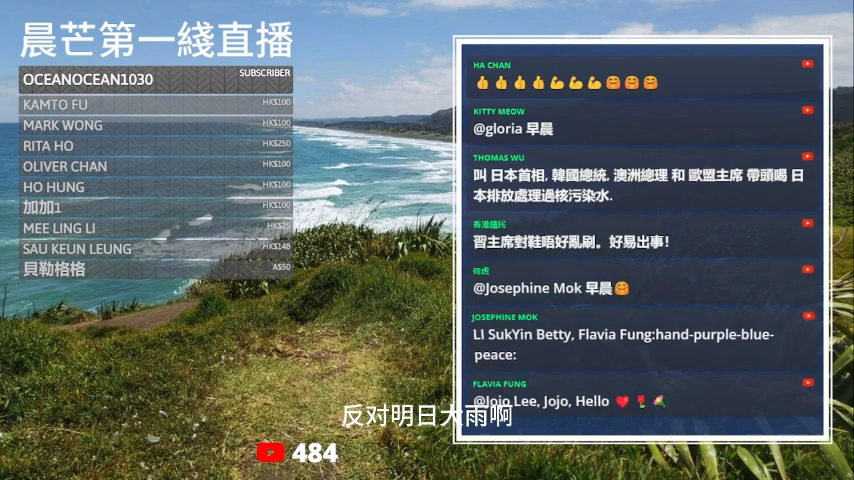 晨芒第一綫直播
OCEANOCEAN1030 SUBSCRIBER
KAMTO FU HK$100
MARK WONG HK$100
RITA HO HK$250
OLIVER CHAN HK$100
HO HUNG HK$100
加加1 HK$100
MEE LING LI HK$25
SAU KEUN LEUNG HK$148
貝勒格格 A$50
HA CHAN
👍👍👍👍💪💪💪🤗🤗🤗
KITTY MEOW
@gloria 早晨
THOMAS WU
叫 日本首相, 韓國總統, 澳洲總理 和 歐盟主席 帶頭喝 日
本排放處理過核污染水.
香港
習主席對鞋唔好亂刷。好易出事！
何虎
@Josephine Mok 早晨🤗
JOSEPHINE MOK
LI SukYin Betty, Flavia Fung:hand-purple-blue-
peace:
FLAVIA FUNG
@Jojo Lee, Jojo, Hello ❤️🌷💐
反对明日大雨啊
484